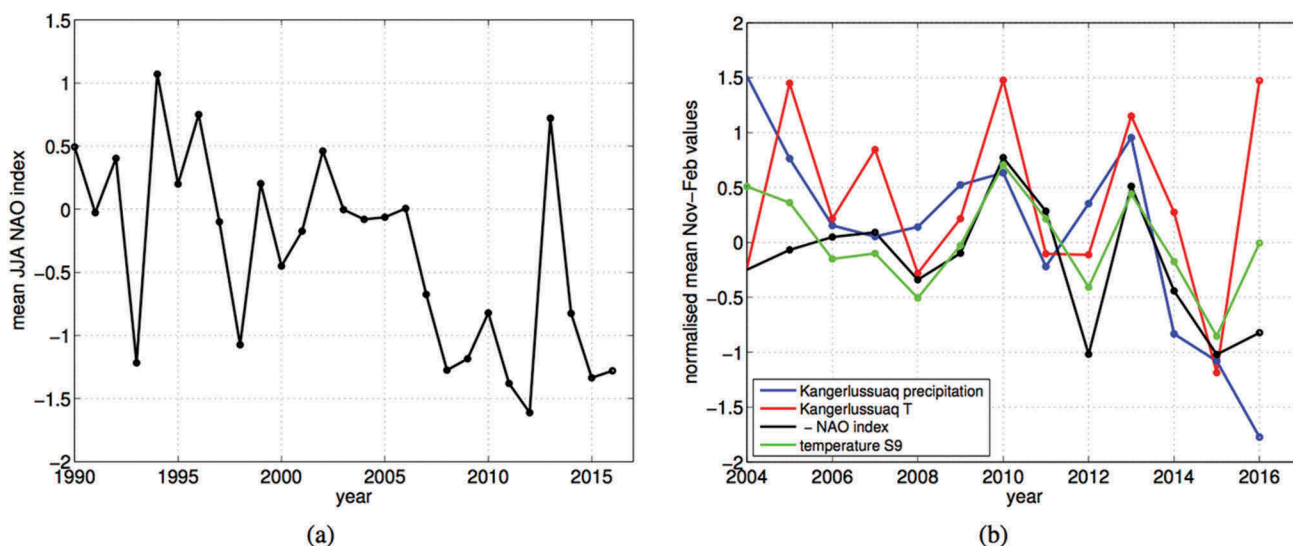 1.5
1
0.5
0
−0.5
−1
−1.5
−2
mean JJA NAO index
1990 1995 2000 2005 2010 2015
year
(a)
2
1.5
1
0.5
0
−0.5
−1
−1.5
−2
normalised mean Nov−Feb values
Kangerlussuaq precipitation
Kangerlussuaq T
− NAO index
temperature S9
2004 2006 2008 2010 2012 2014 2016
year
(b)